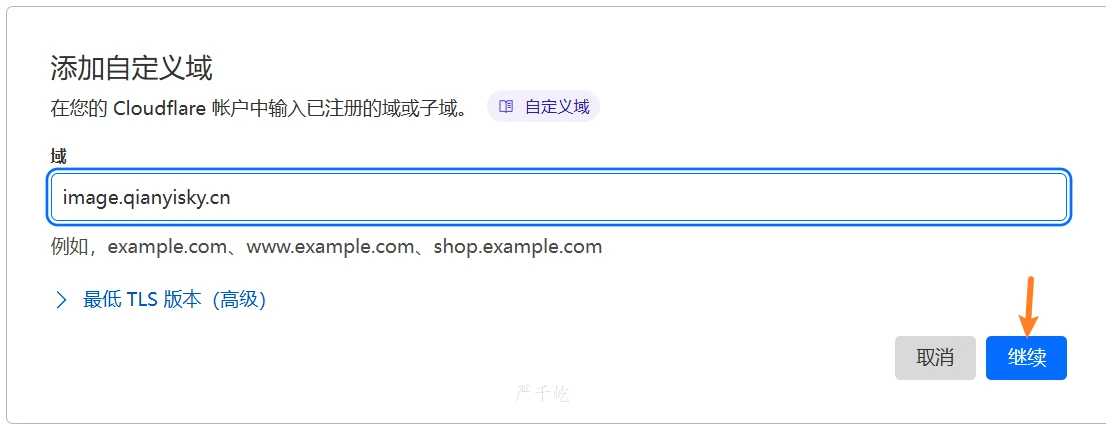 添加自定义域
在您的 Cloudflare 帐户中输入已注册的域或子域。 自定义域
域
image.qianyisky.cn
例如，example.com、www.example.com、shop.example.com
最低 TLS 版本（高级）
取消 继续
严千屹